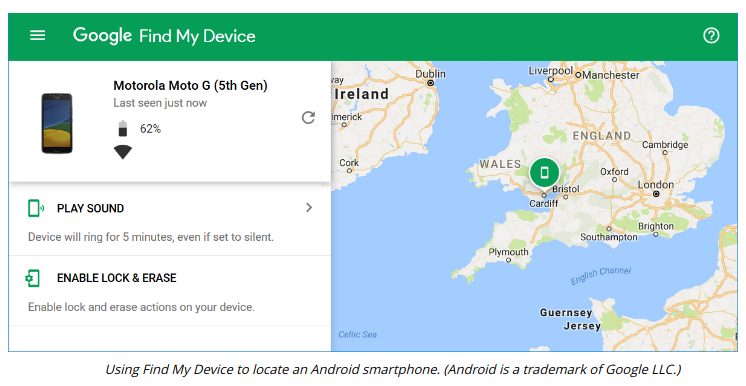 Google Find My Device
Motorola Moto G (5th Gen)
Last seen just now
62%
PLAY SOUND
Device will ring for 5 minutes, even if set to silent.
ENABLE LOCK & ERASE
Enable lock and erase actions on your device.
Dublin
Liverpool
Manchester
way
Ireland
imerick
ENGLAND
Cambridge
Cork
WALES
Oxford
London
Bristol
Cardiff
Brighton
Southampton
Plymouth
English Channel
Guernsey
Jersey
Celtic Sea
Using Find My Device to locate an Android smartphone. (Android is a trademark of Google LLC.)